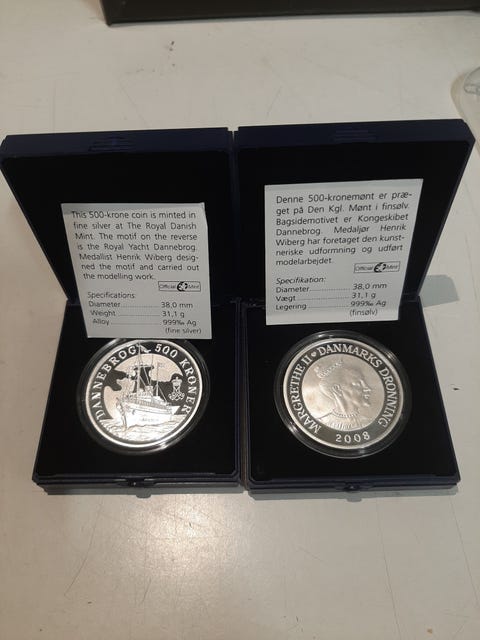 This 500-krone coin is minted in
fine silver at The Royal Danish
Mint. The motif on the reverse
is the Royal Yacht Dannebrog.
Medallist Henrik Wiberg desig-
ned the motif and carried out
the modelling work.
Official Mint
Specifications:
Diameter.................... 38,0 mm
Weight ......................... 31,1 g
Alloy ......................... 999‰ Ag
(fine silver)
DANNEBROG 500 KRONER
Denne 500-kronemønt er præ-
get på Den Kgl. Mønt i finsølv.
Bagsidemotivet er Kongeskibet
Dannebrog. Medaljør Henrik
Wiberg har foretaget den kunst-
neriske udformning og udført
modelarbejdet.
Official Mint
Specifikation:
Diameter.................... 38,0 mm
Vægt ............................ 31,1 g
Legering ................... 999‰ Ag
(finsølv)
MARGRETHE II • DANMARKS DRONNING
2008